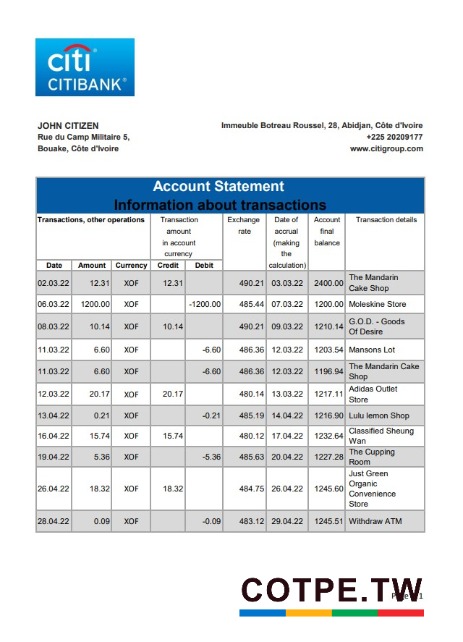 citi
CITIBANK®
JOHN CITIZEN
Rue du Camp Militaire 5,
Bouake, Côte d'Ivoire
Immeuble Botreau Roussel, 28, Abidjan, Côte d'Ivoire
+225 20209177
www.citigroup.com
Account Statement
Information about transactions
Transactions, other operations Transaction amount in account currency Exchange rate Date of accrual (making the calculation) Account final balance Transaction details
Date Amount Currency Credit Debit
02.03.22 12.31 XOF 12.31 490.21 03.03.22 2400.00 The Mandarin Cake Shop
06.03.22 1200.00 XOF -1200.00 485.44 07.03.22 1200.00 Moleskine Store
08.03.22 10.14 XOF 10.14 490.21 09.03.22 1210.14 G.O.D. - Goods Of Desire
11.03.22 6.60 XOF -6.60 486.36 12.03.22 1203.54 Mansons Lot
11.03.22 6.60 XOF -6.60 486.36 12.03.22 1196.94 The Mandarin Cake Shop
12.03.22 20.17 XOF 20.17 480.14 13.03.22 1217.11 Adidas Outlet Store
13.04.22 0.21 XOF -0.21 485.19 14.04.22 1216.90 Lulu lemon Shop
16.04.22 15.74 XOF 15.74 480.12 17.04.22 1232.64 Classified Sheung Wan
19.04.22 5.36 XOF -5.36 485.63 20.04.22 1227.28 The Cupping Room
26.04.22 18.32 XOF 18.32 484.75 26.04.22 1245.60 Just Green Organic Convenience Store
28.04.22 0.09 XOF -0.09 483.12 29.04.22 1245.51 Withdraw ATM
COTPE.TW